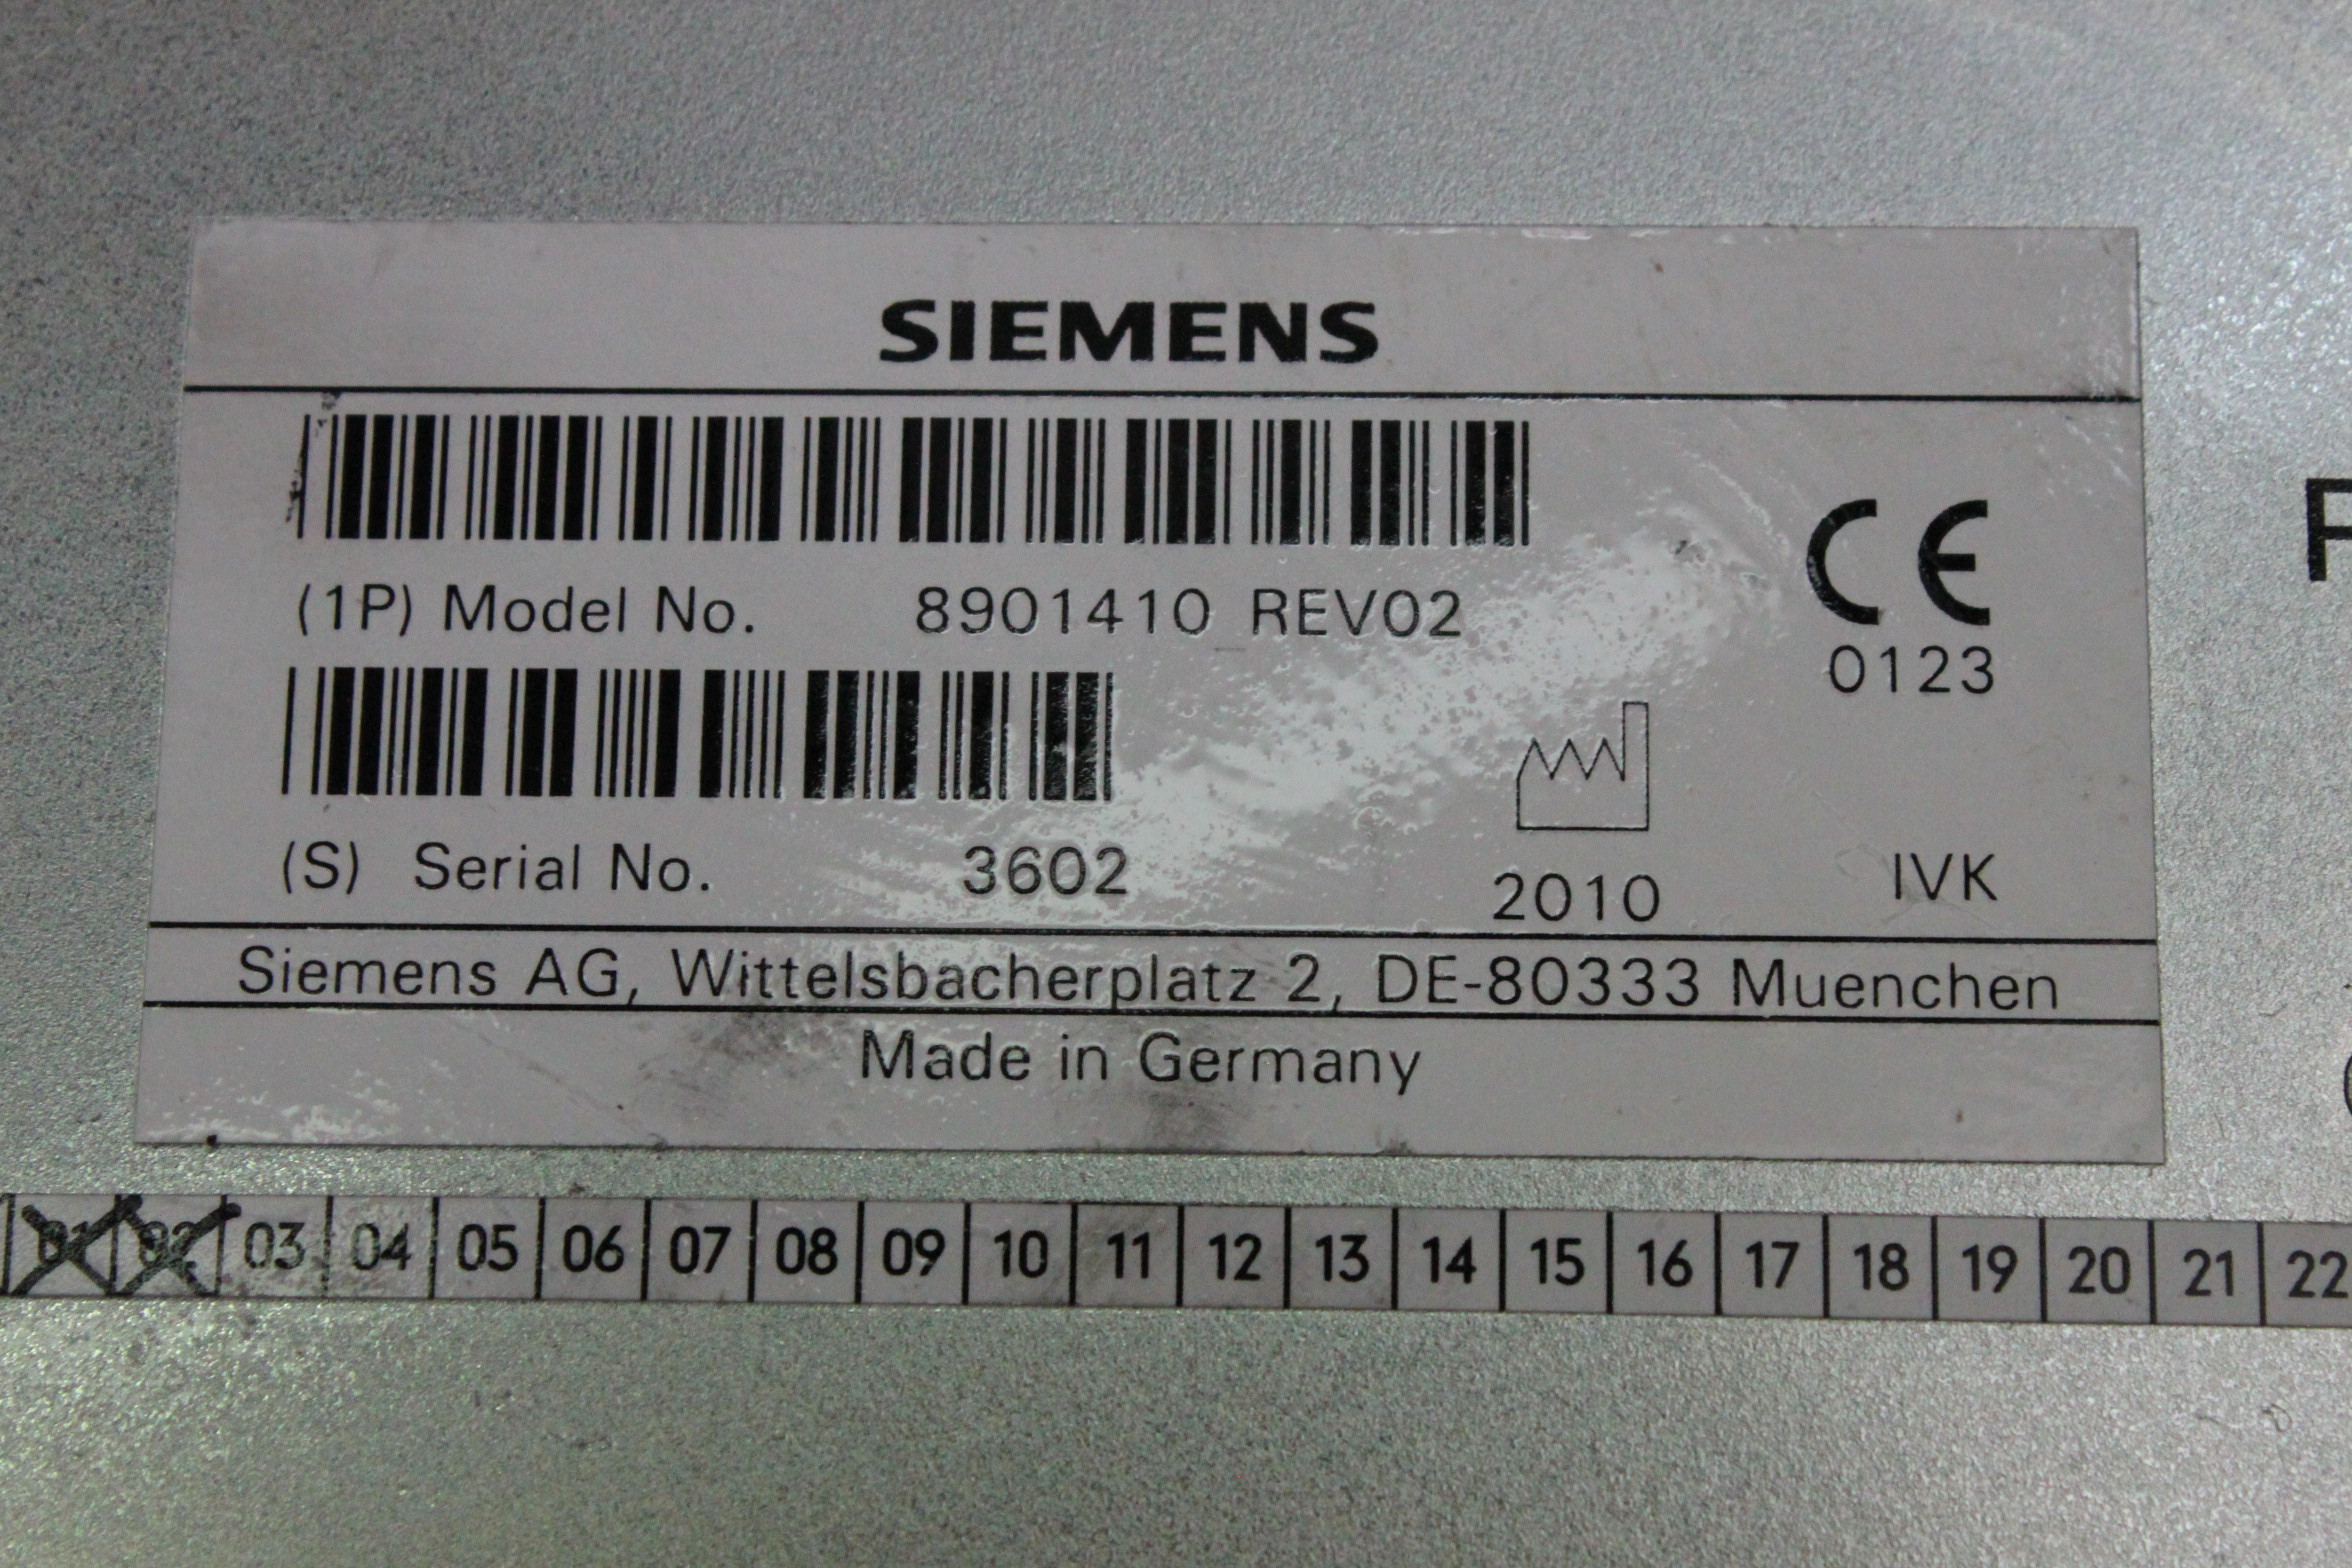 SIEMENS
(1P) Model No. 8901410 REV02
CE
0123
(S) Serial No. 3602
2010
IVK
Siemens AG, Wittelsbacherplatz 2, DE-80333 Muenchen
Made in Germany
01 02 03 04 05 06 07 08 09 10 11 12 13 14 15 16 17 18 19 20 21 22